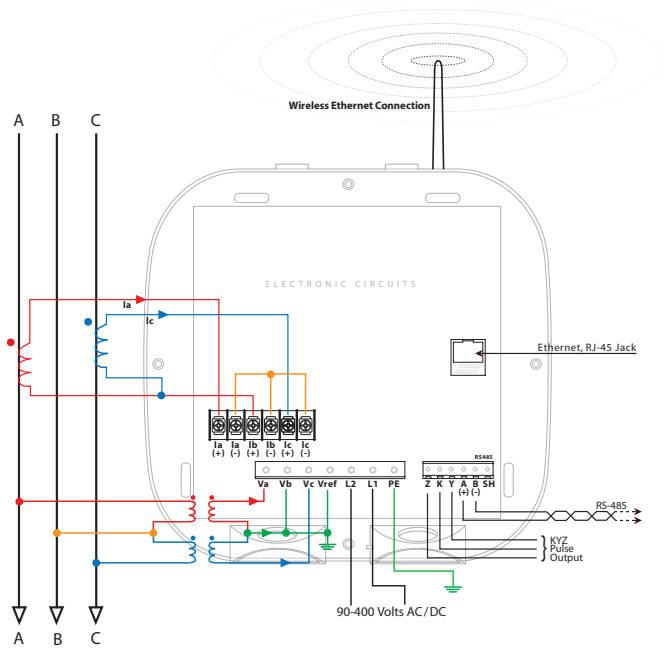 Wireless Ethernet Connection
A B C
ELECTRONIC CIRCUITS
Ia
Ic
Ethernet, RJ-45 Jack
Ia Ia Ib Ib Ic Ic
(+) (-) (+) (-) (+) (-)
RS485
Va Vb Vc Vref L2 L1 PE
Z K Y A B SH
(+) (-)
RS-485
KYZ
Pulse
Output
90-400 Volts AC/DC
A B C